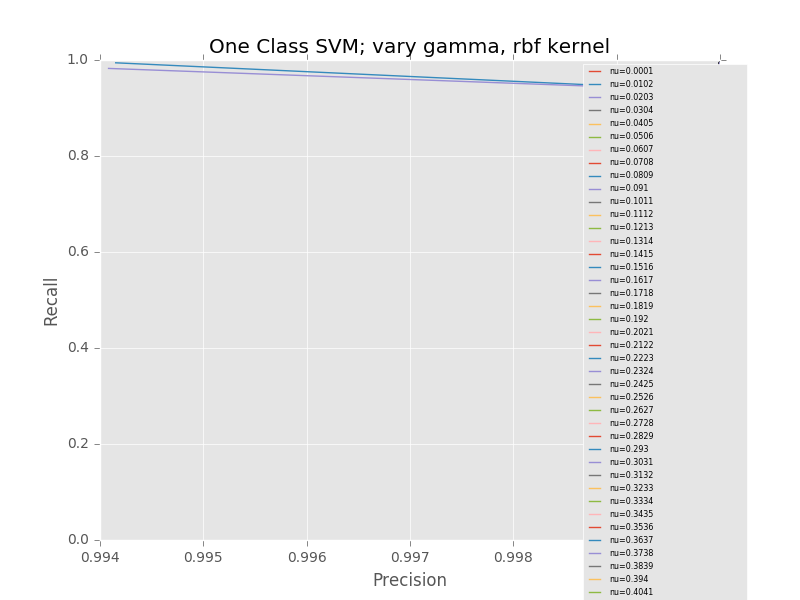 One Class SVM; vary gamma, rbf kernel
1.0
0.8
0.6
0.4
0.2
0.0
Recall
0.994
0.995
0.996
0.997
0.998
Precision
nu=0.0001
nu=0.0102
nu=0.0203
nu=0.0304
nu=0.0405
nu=0.0506
nu=0.0607
nu=0.0708
nu=0.0809
nu=0.091
nu=0.1011
nu=0.1112
nu=0.1213
nu=0.1314
nu=0.1415
nu=0.1516
nu=0.1617
nu=0.1718
nu=0.1819
nu=0.192
nu=0.2021
nu=0.2122
nu=0.2223
nu=0.2324
nu=0.2425
nu=0.2526
nu=0.2627
nu=0.2728
nu=0.2829
nu=0.293
nu=0.3031
nu=0.3132
nu=0.3233
nu=0.3334
nu=0.3435
nu=0.3536
nu=0.3637
nu=0.3738
nu=0.3839
nu=0.394
nu=0.4041